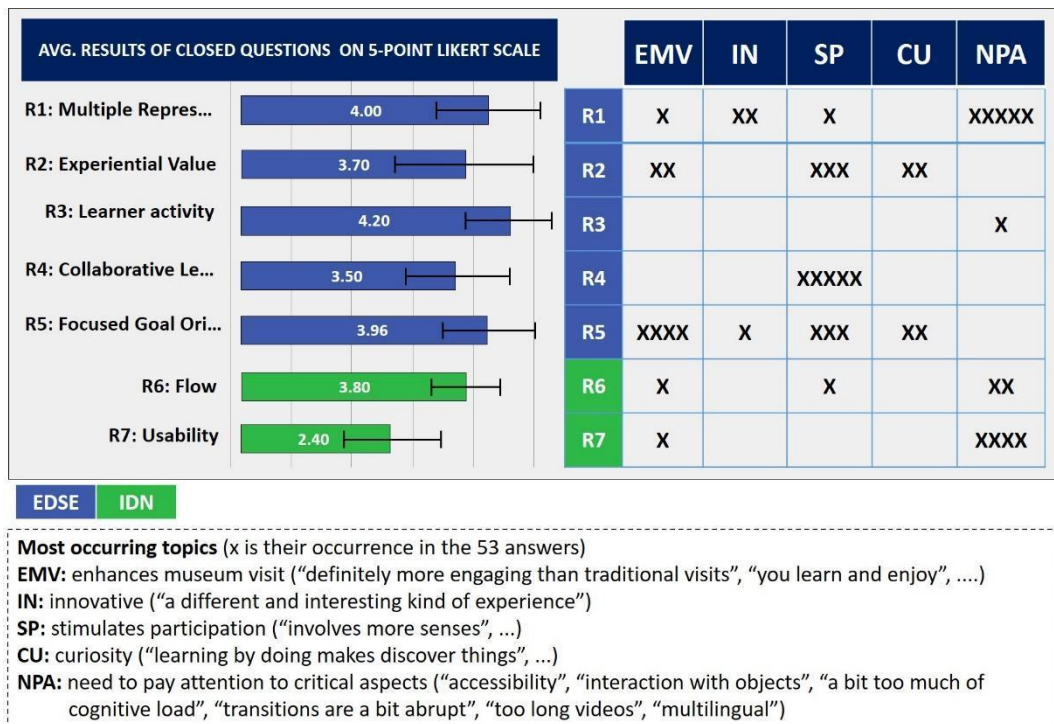 AVG. RESULTS OF CLOSED QUESTIONS ON 5-POINT LIKERT SCALE
EMV IN SP CU NPA
R1: Multiple Repres... 4.00 R1 X XX X XXXXX
R2: Experiential Value 3.70 R2 XX XXX XX
R3: Learner activity 4.20 R3 X
R4: Collaborative Le... 3.50 R4 XXXXX
R5: Focused Goal Ori... 3.96 R5 XXXX X XXX XX
R6: Flow 3.80 R6 X X XX
R7: Usability 2.40 R7 X XXXX
EDSE IDN
Most occurring topics (x is their occurrence in the 53 answers)
EMV: enhances museum visit (“definitely more engaging than traditional visits”, “you learn and enjoy”, ....)
IN: innovative (“a different and interesting kind of experience”)
SP: stimulates participation (“involves more senses”, ...)
CU: curiosity (“learning by doing makes discover things”, ...)
NPA: need to pay attention to critical aspects (“accessibility”, “interaction with objects”, “a bit too much of
cognitive load”, “transitions are a bit abrupt”, “too long videos”, “multilingual”)